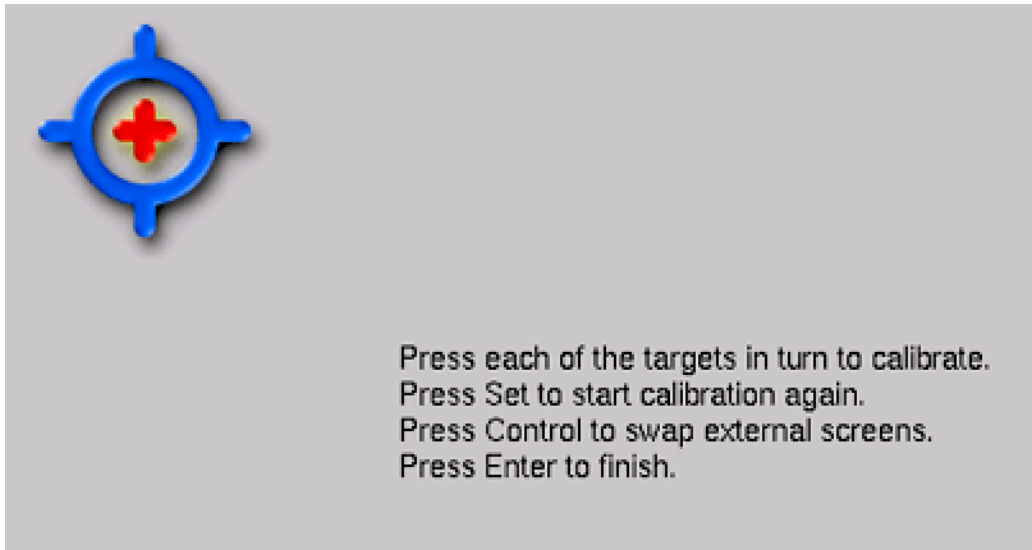 Press each of the targets in turn to calibrate.
Press Set to start calibration again.
Press Control to swap external screens.
Press Enter to finish.